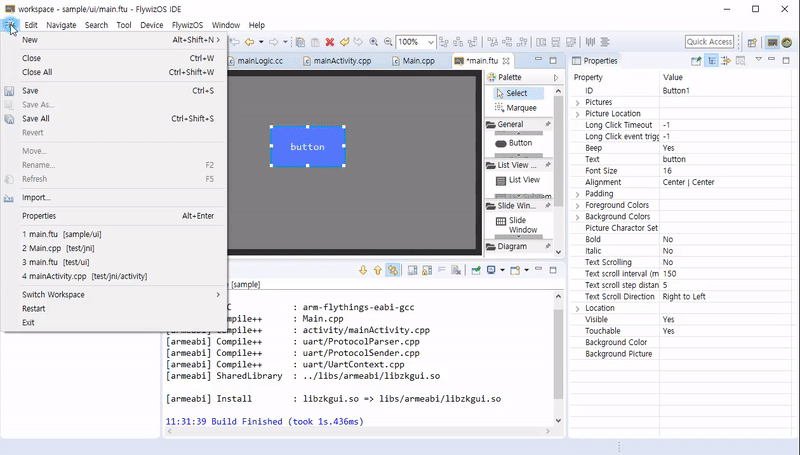 workspace - sample/ui/main.ftu - FlywizOS IDE
Edit Navigate Search Tool Device FlywizOS Window Help
100%
Quick Access
New Alt+Shift+N
Close Ctrl+W
Close All Ctrl+Shift+W
Save Ctrl+S
Save As...
Save All Ctrl+Shift+S
Revert
Move...
Rename... F2
Refresh F5
Import...
Properties Alt+Enter
1 main.ftu [sample/ui]
2 Main.cpp [test/jni]
3 main.ftu [test/ui]
4 mainActivity.cpp [test/jni/activity]
Switch Workspace
Restart
Exit
mainLogic.cc mainActivity.cpp Main.cpp *main.ftu
button
Palette
Select
Marquee
General
Button
List View ...
List View
Slide Win...
Slide
Window
Diagram
[sample]
: arm-flythings-eabi-gcc
: Main.cpp
[armeabi] Compile++ : activity/mainActivity.cpp
[armeabi] Compile++ : uart/ProtocolParser.cpp
[armeabi] Compile++ : uart/ProtocolSender.cpp
[armeabi] Compile++ : uart/UartContext.cpp
[armeabi] SharedLibrary : ../libs/armeabi/libzkgui.so
[armeabi] Install : libzkgui.so => libs/armeabi/libzkgui.so
11:31:39 Build Finished (took 1s.436ms)
Properties
Property Value
ID Button1
Pictures
Picture Location
Long Click Timeout -1
Long Click event trigg -1
Beep Yes
Text button
Font Size 16
Alignment Center | Center
Padding
Foreground Colors
Background Colors
Picture Charactor Set
Bold No
Italic No
Text Scrolling No
Text scroll interval (m 150
Text scroll step distan 5
Text Scroll Direction Right to Left
Location
Visible Yes
Touchable Yes
Background Color
Background Picture